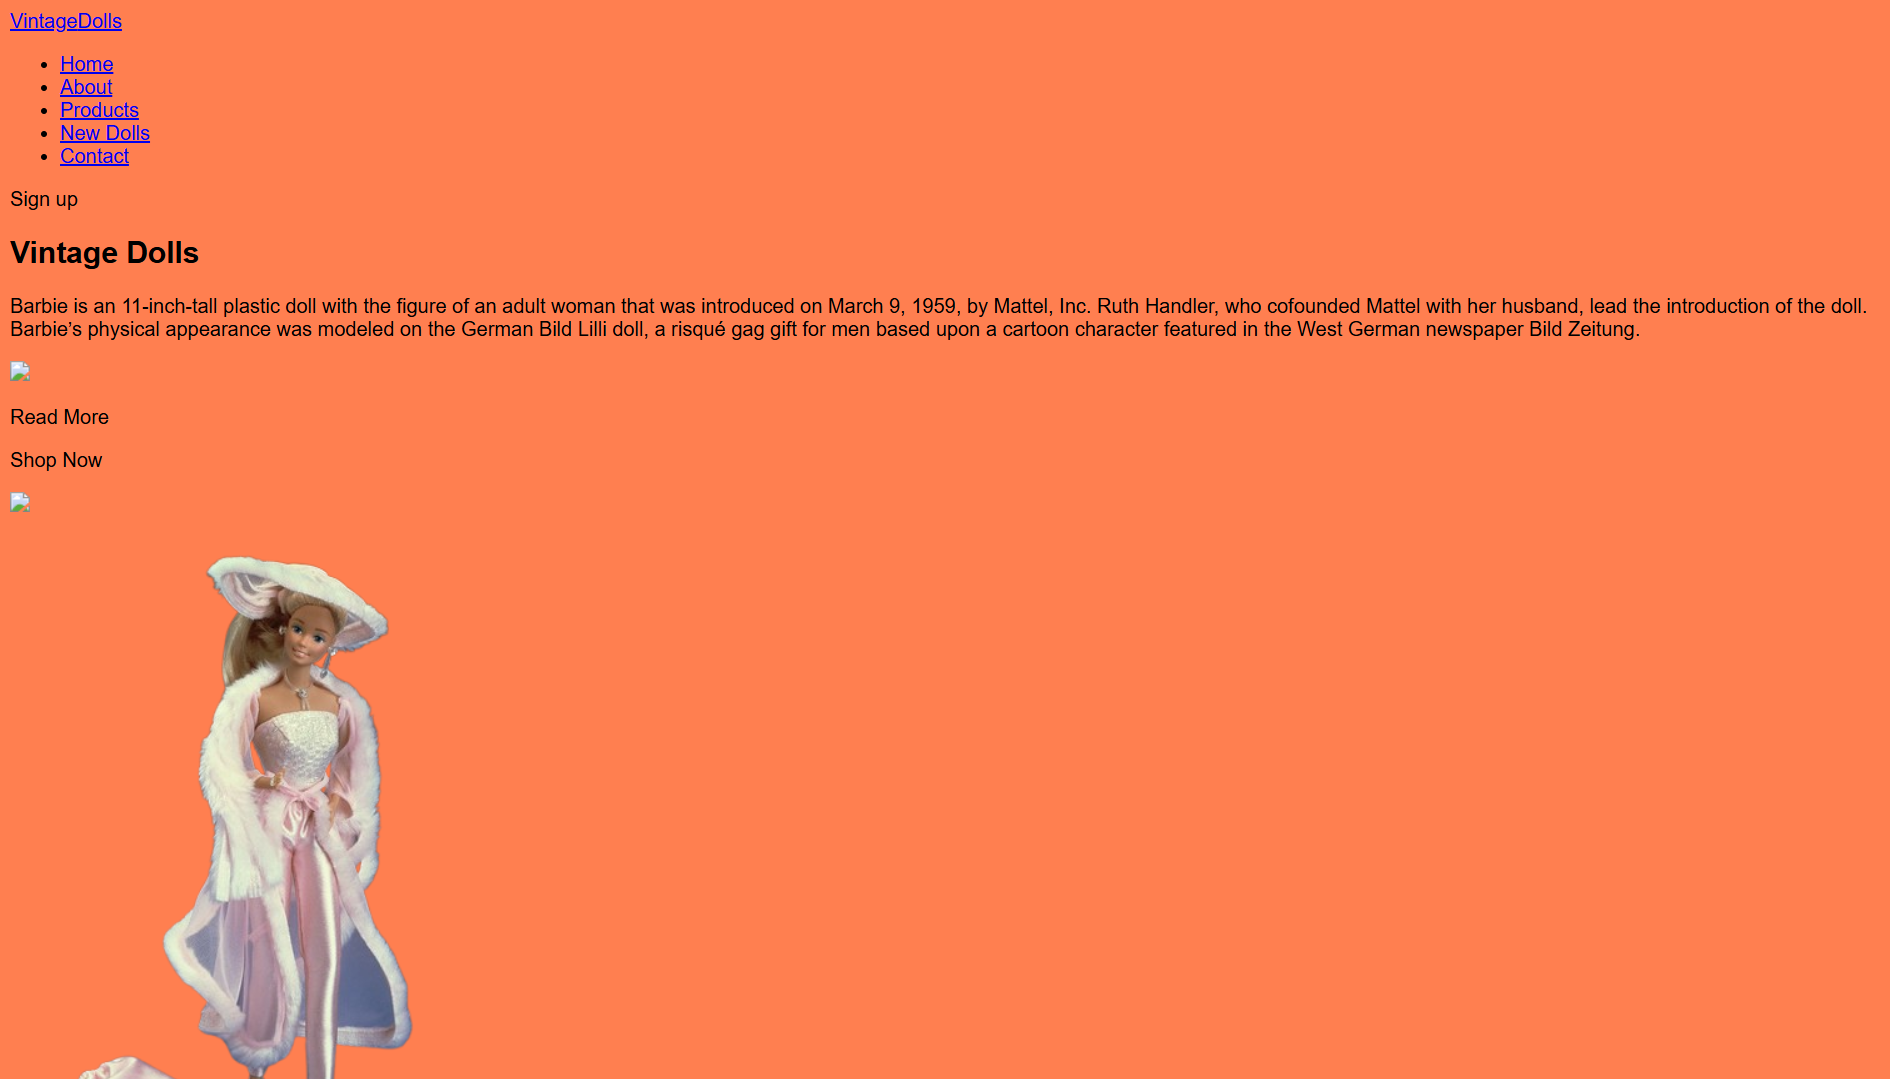 VintageDolls
Home
About
Products
New Dolls
Contact
Sign up
Vintage Dolls
Barbie is an 11-inch-tall plastic doll with the figure of an adult woman that was introduced on March 9, 1959, by Mattel, Inc. Ruth Handler, who cofounded Mattel with her husband, lead the introduction of the doll.
Barbie’s physical appearance was modeled on the German Bild Lilli doll, a risqué gag gift for men based upon a cartoon character featured in the West German newspaper Bild Zeitung.
Read More
Shop Now